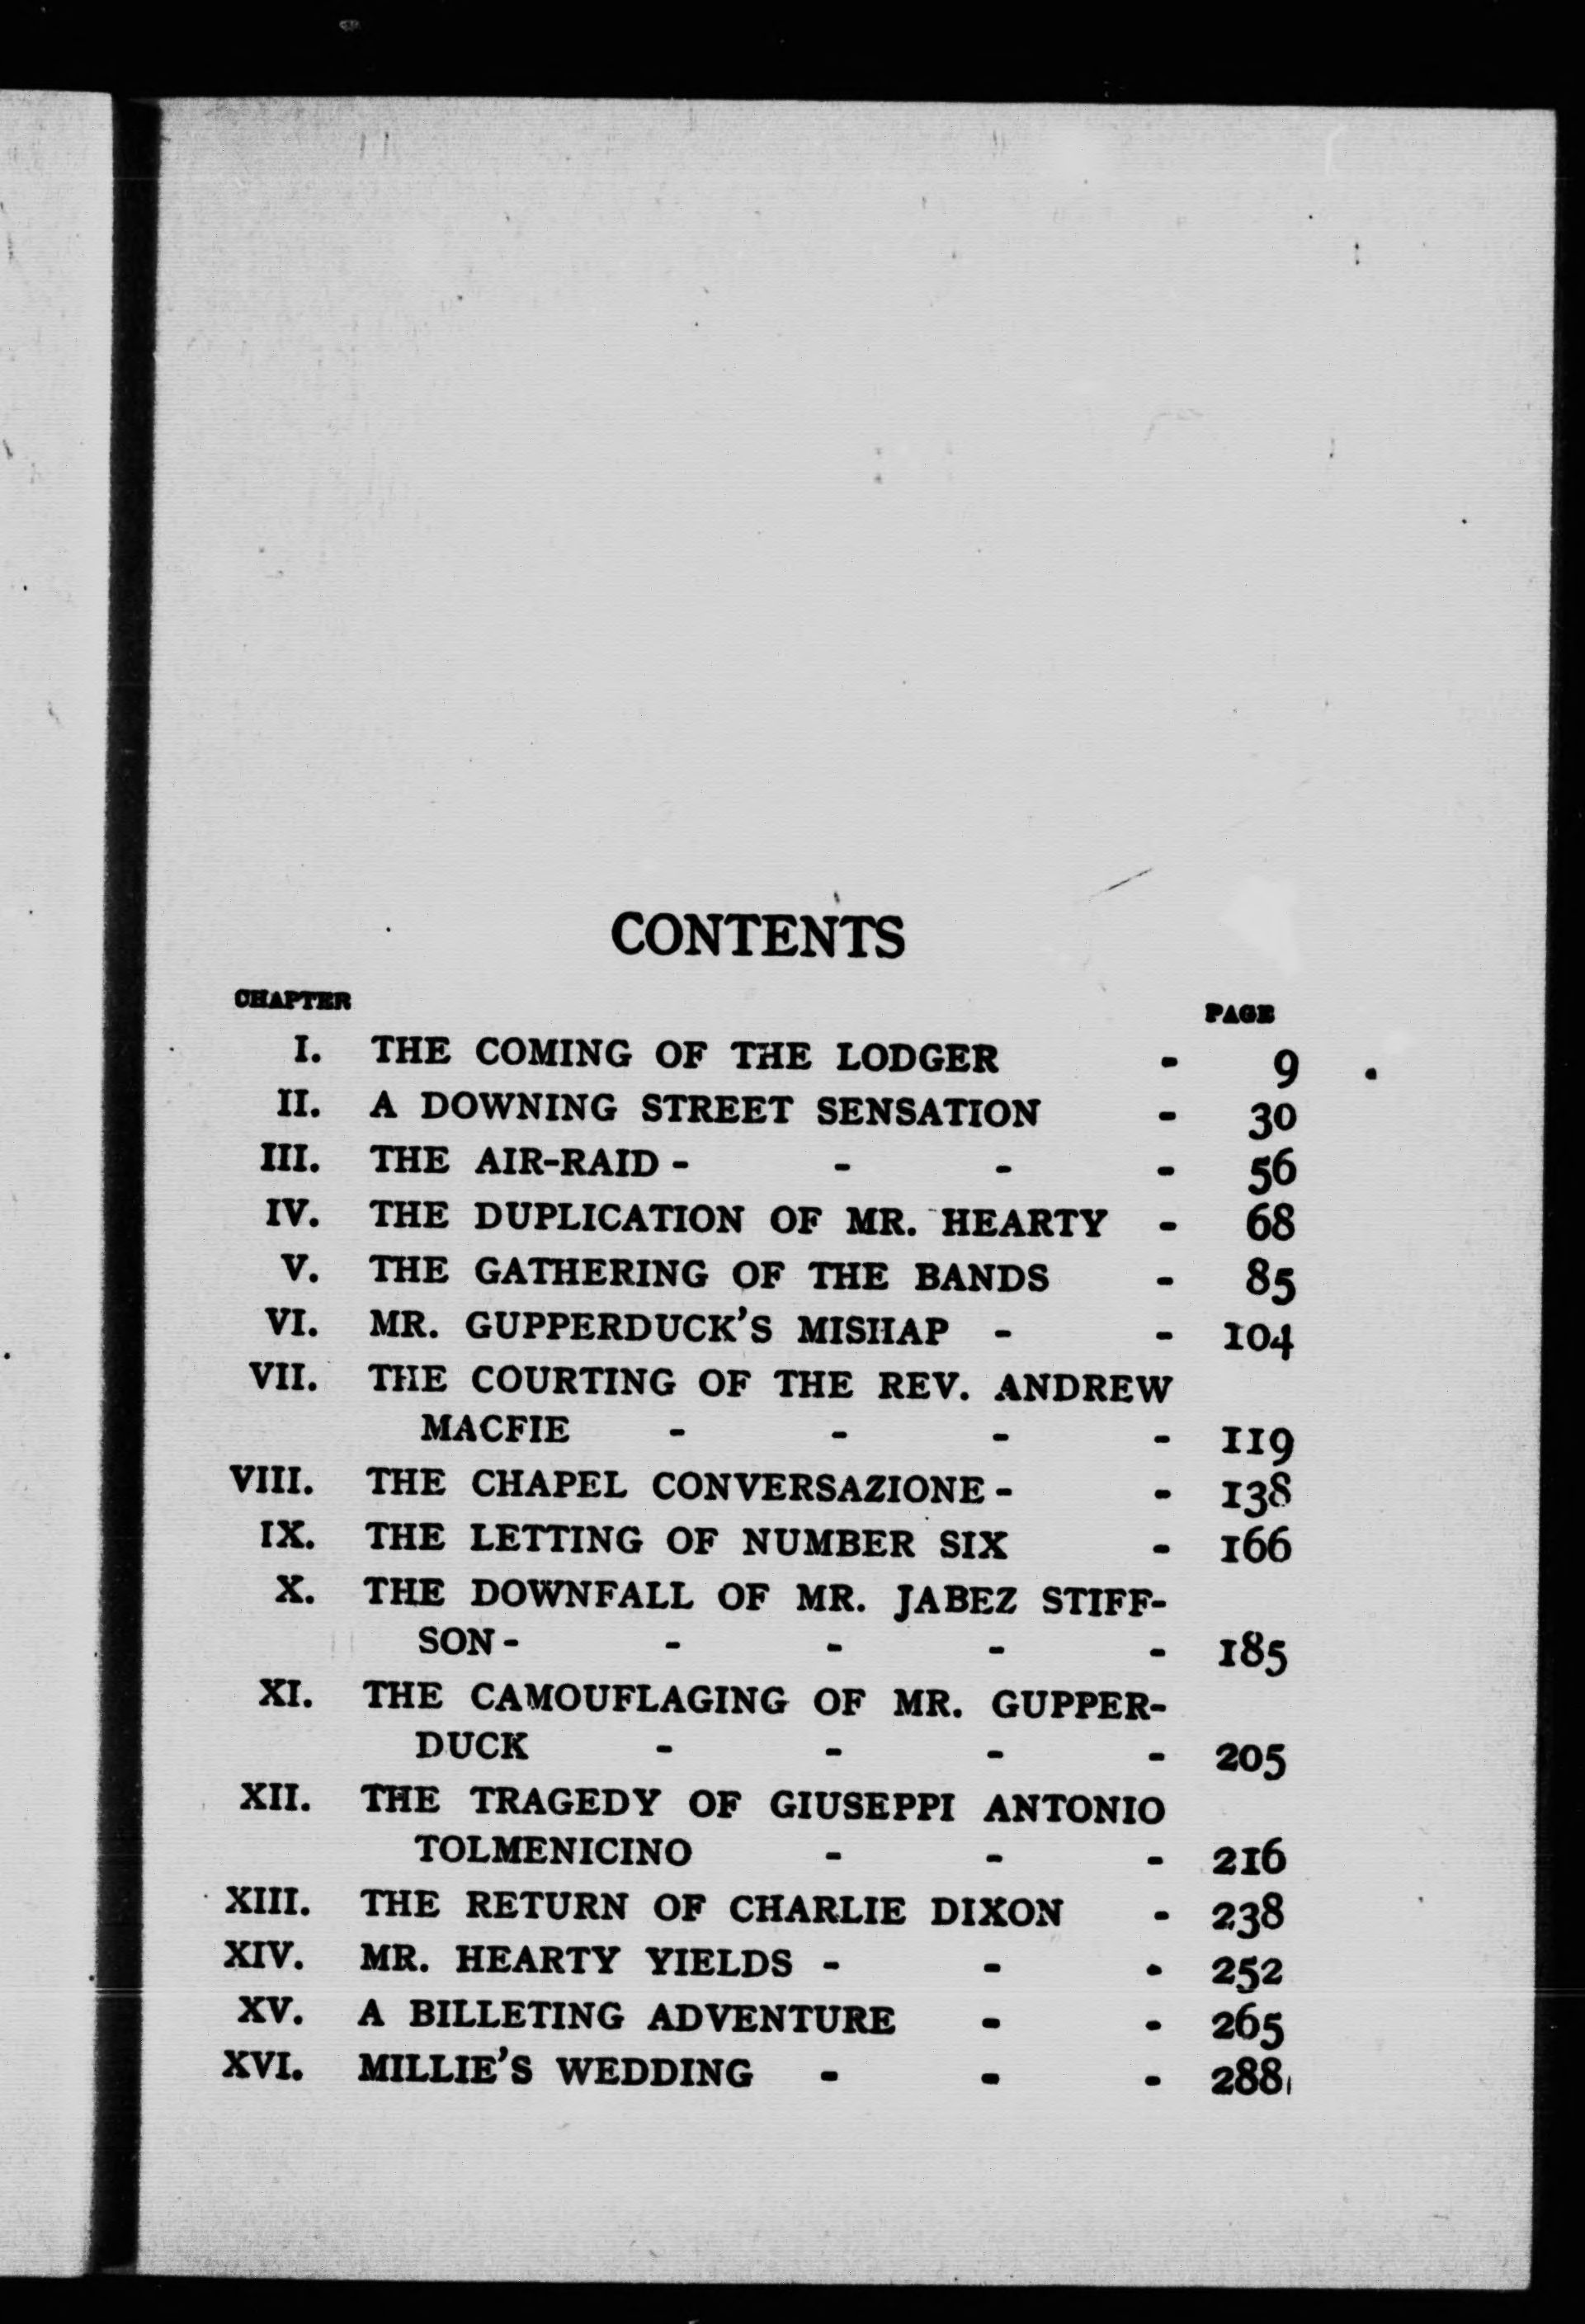 CONTENTS
CHAPTER PAGE
I. THE COMING OF THE LODGER - 9
II. A DOWNING STREET SENSATION - 30
III. THE AIR-RAID - - - - 56
IV. THE DUPLICATION OF MR. HEARTY - 68
V. THE GATHERING OF THE BANDS - 85
VI. MR. GUPPERDUCK'S MISHAP - - 104
VII. THE COURTING OF THE REV. ANDREW
MACFIE - - - - 119
VIII. THE CHAPEL CONVERSAZIONE - - 138
IX. THE LETTING OF NUMBER SIX - 166
X. THE DOWNFALL OF MR. JABEZ STIFF-
SON - - - - - 185
XI. THE CAMOUFLAGING OF MR. GUPPER-
DUCK - - - - 205
XII. THE TRAGEDY OF GIUSEPPI ANTONIO
TOLMENICINO - - - 216
XIII. THE RETURN OF CHARLIE DIXON - 238
XIV. MR. HEARTY YIELDS - - - 252
XV. A BILLETING ADVENTURE - - 265
XVI. MILLIE'S WEDDING - - - 288